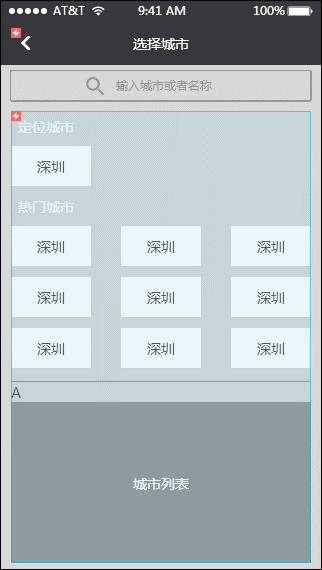 AT&T 9:41 AM 100%
选择城市
输入城市或者名称
定位城市
深圳
热门城市
深圳 深圳 深圳
深圳 深圳 深圳
深圳 深圳 深圳
A
城市列表